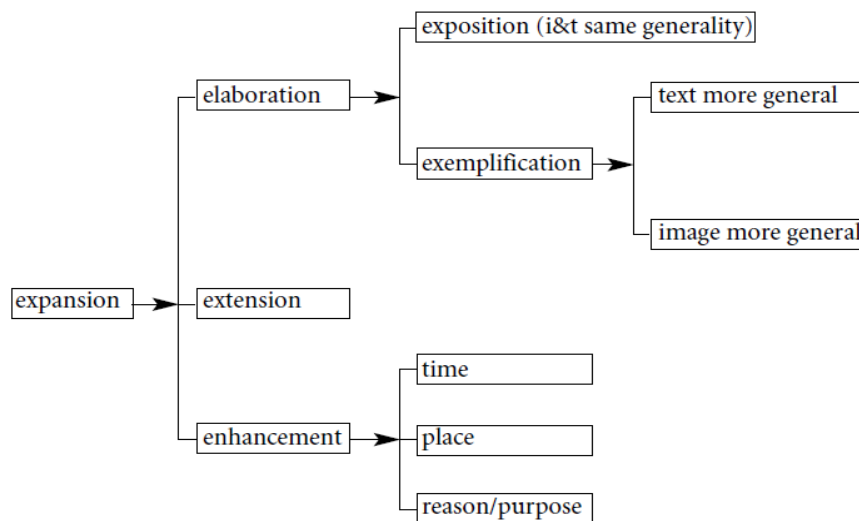 exposition (i&t same generality)
elaboration
text more general
exemplification
image more general
expansion
extension
time
enhancement
place
reason/purpose